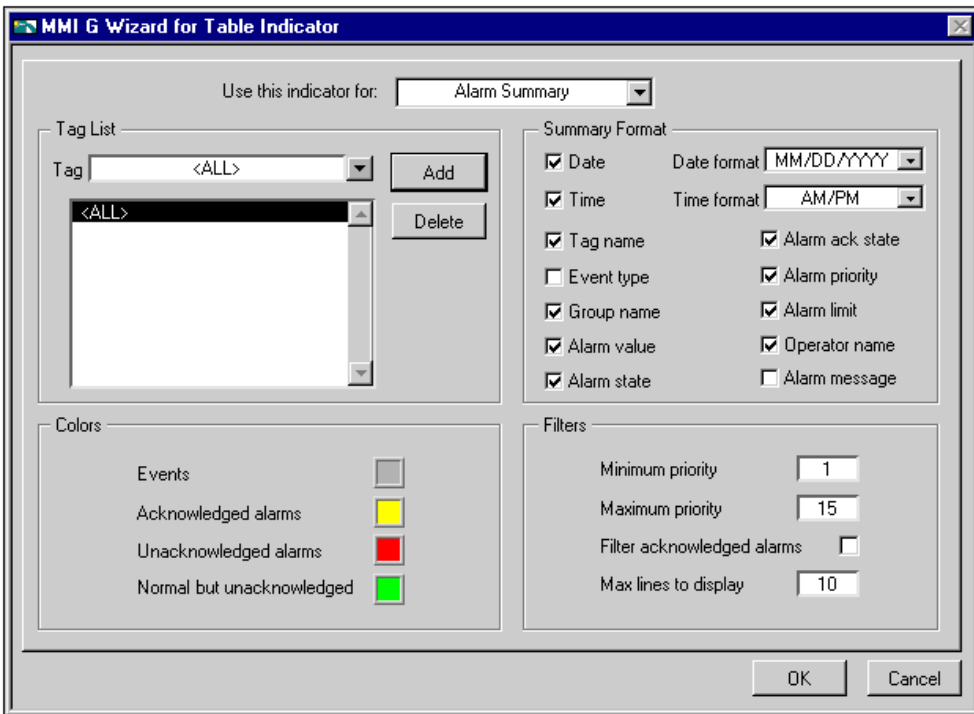 MMI G Wizard for Table Indicator
Use this indicator for: Alarm Summary
Tag List
Tag <ALL> Add
<ALL>
Delete
Summary Format
Date Date format MM/DD/YYYY
Time Time format AM/PM
Tag name Alarm ack state
Event type Alarm priority
Group name Alarm limit
Alarm value Operator name
Alarm state Alarm message
Colors
Events
Acknowledged alarms
Unacknowledged alarms
Normal but unacknowledged
Filters
Minimum priority 1
Maximum priority 15
Filter acknowledged alarms
Max lines to display 10
OK Cancel